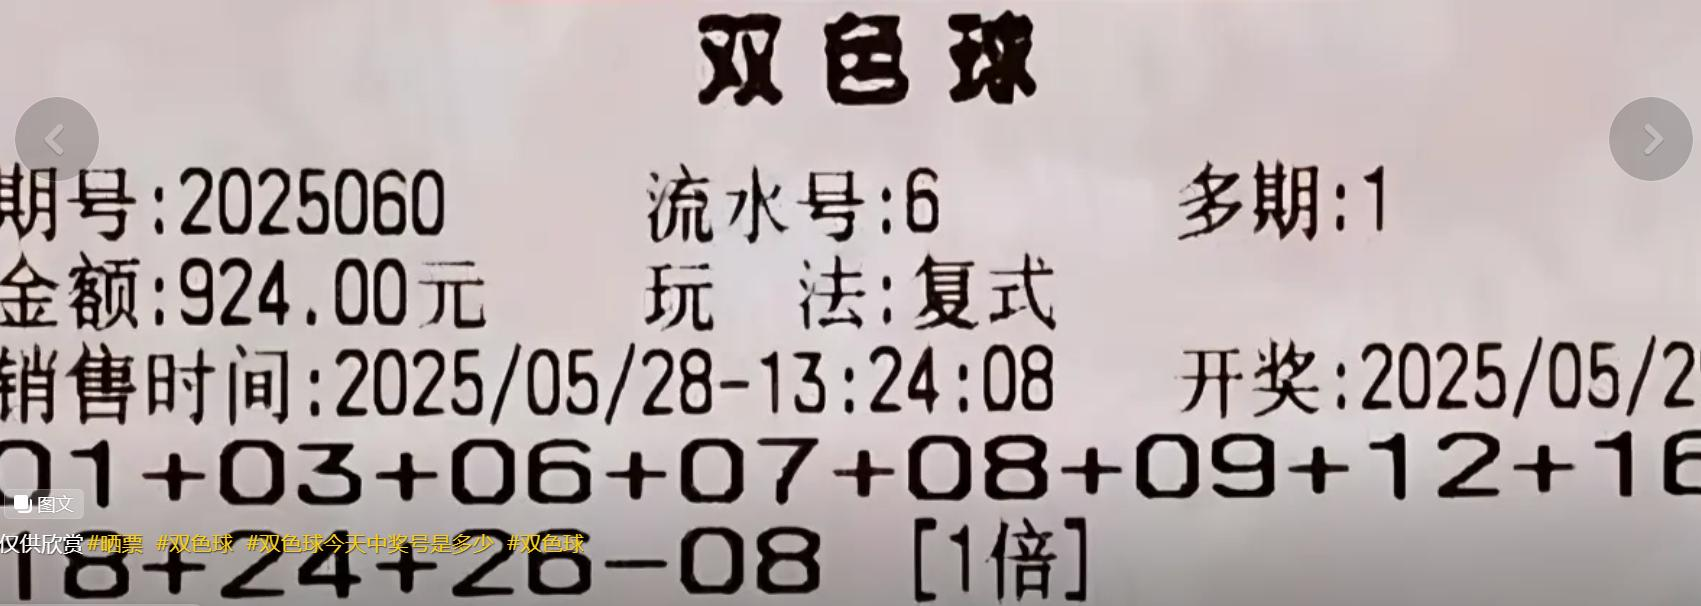 双色球
期号:2025060 流水号:6 多期:1
金额:924.00元 玩 法:复式
销售时间:2025/05/28-13:24:08 开奖:2025/05/2
01+03+06+07+08+09+12+16
图文
仅供欣赏#晒票 #双色球 #双色球今天中奖号是多少 #双色球
18+24+26-08 [1倍]